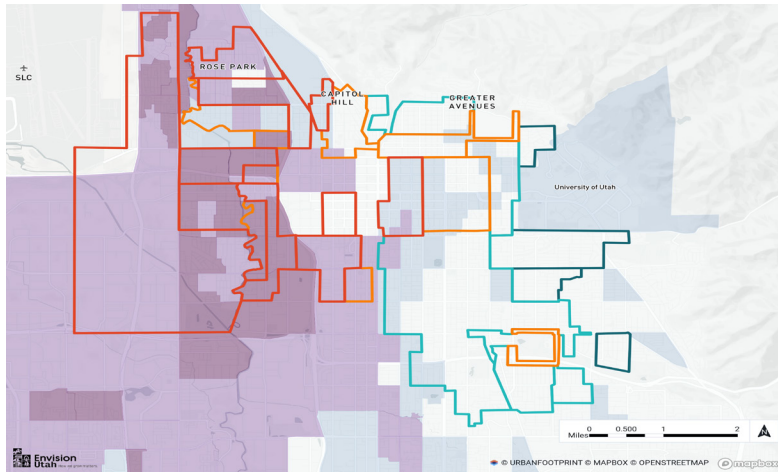 ROSE PARK
SLC
CAPITOL
HILL
GREATER
AVENUES
University of Utah
0 0.500 1 2
Miles
N
Envision
Utah
© URBANFOOTPRINT © MAPBOX © OPENSTREETMAP
mapbox